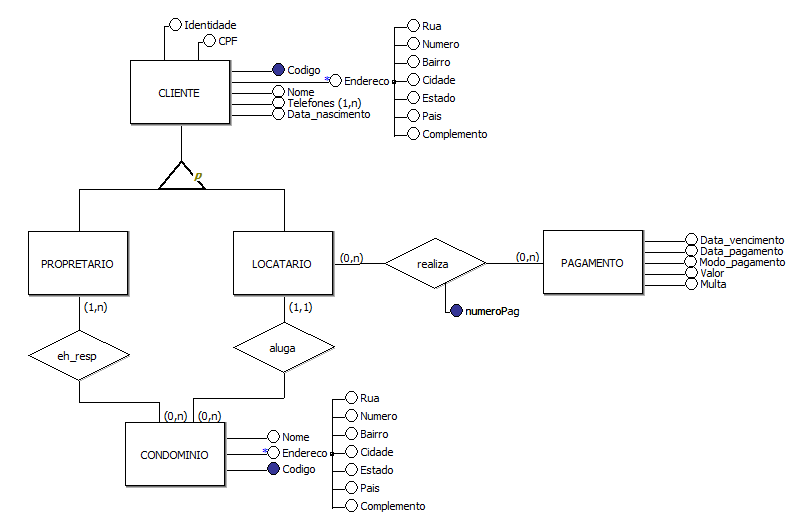 Identidade
CPF
CLIENTE
Codigo
* Endereco
Nome
Telefones (1,n)
Data_nascimento
Rua
Numero
Bairro
Cidade
Estado
Pais
Complemento
p
PROPRETARIO
LOCATARIO
(0,n)
realiza
(0,n)
PAGAMENTO
numeroPag
Data_vencimento
Data_pagamento
Modo_pagamento
Valor
Multa
(1,n)
(1,1)
eh_resp
aluga
(0,n)
(0,n)
CONDOMINIO
Nome
* Endereco
Codigo
Rua
Numero
Bairro
Cidade
Estado
Pais
Complemento